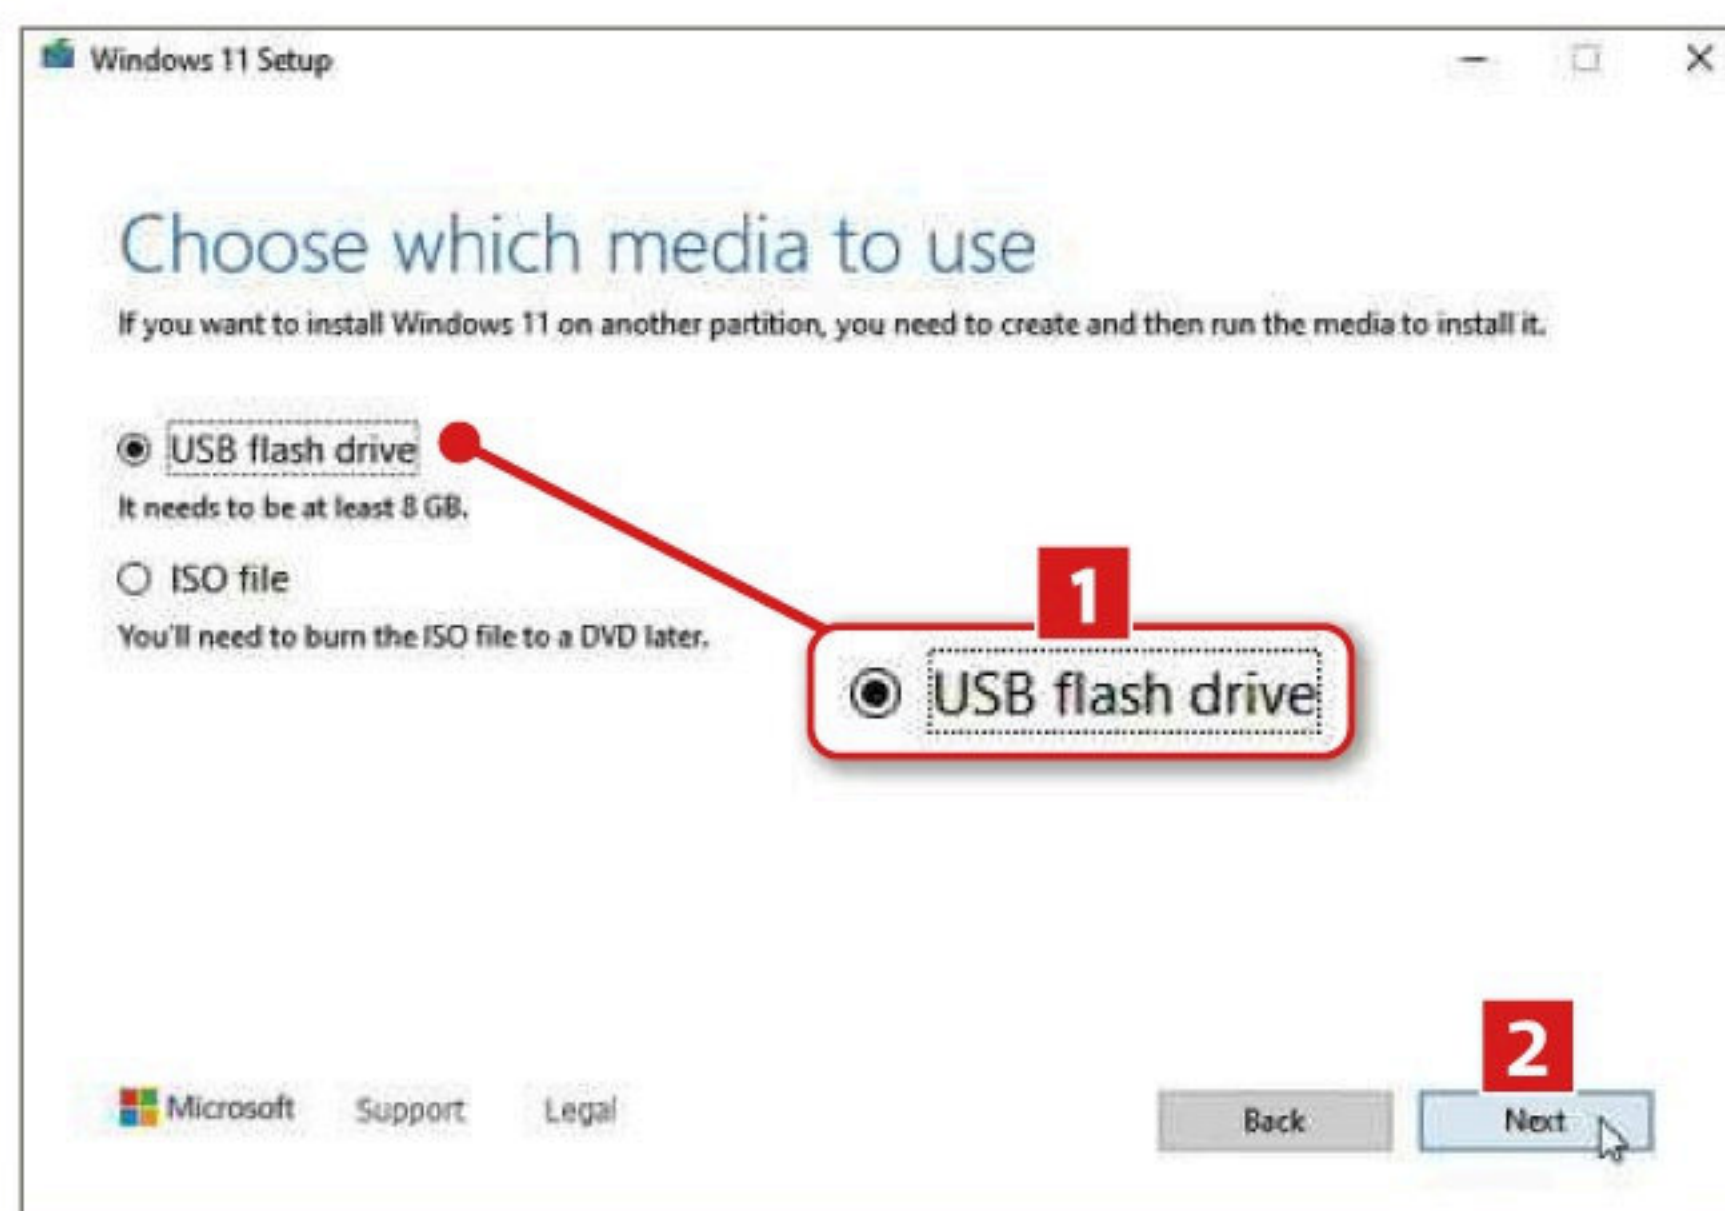 Windows 11 Setup
Choose which media to use
If you want to install Windows 11 on another partition, you need to create and then run the media to install it.
USB flash drive
It needs to be at least 8 GB.
ISO file
You'll need to burn the ISO file to a DVD later.
1
USB flash drive
2
Microsoft Support Legal Back Next